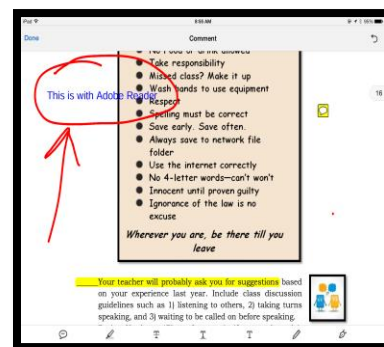 iPad
8:55 AM
95%
Done
Comment
No Food or drink allowed
Take responsibility
Missed class? Make it up
Wash hands to use equipment
This is with Adobe Reader
Respect
16
Spelling must be correct
Save early. Save often.
Always save to network file
folder
Use the internet correctly
No 4-letter words—can't won't
Innocent until proven guilty
Ignorance of the law is no
excuse
Wherever you are, be there till you
leave
Your teacher will probably ask you for suggestions based
on your experience last year. Include class discussion
guidelines such as 1) listening to others, 2) taking turns
speaking, and 3) waiting to be called on before speaking.